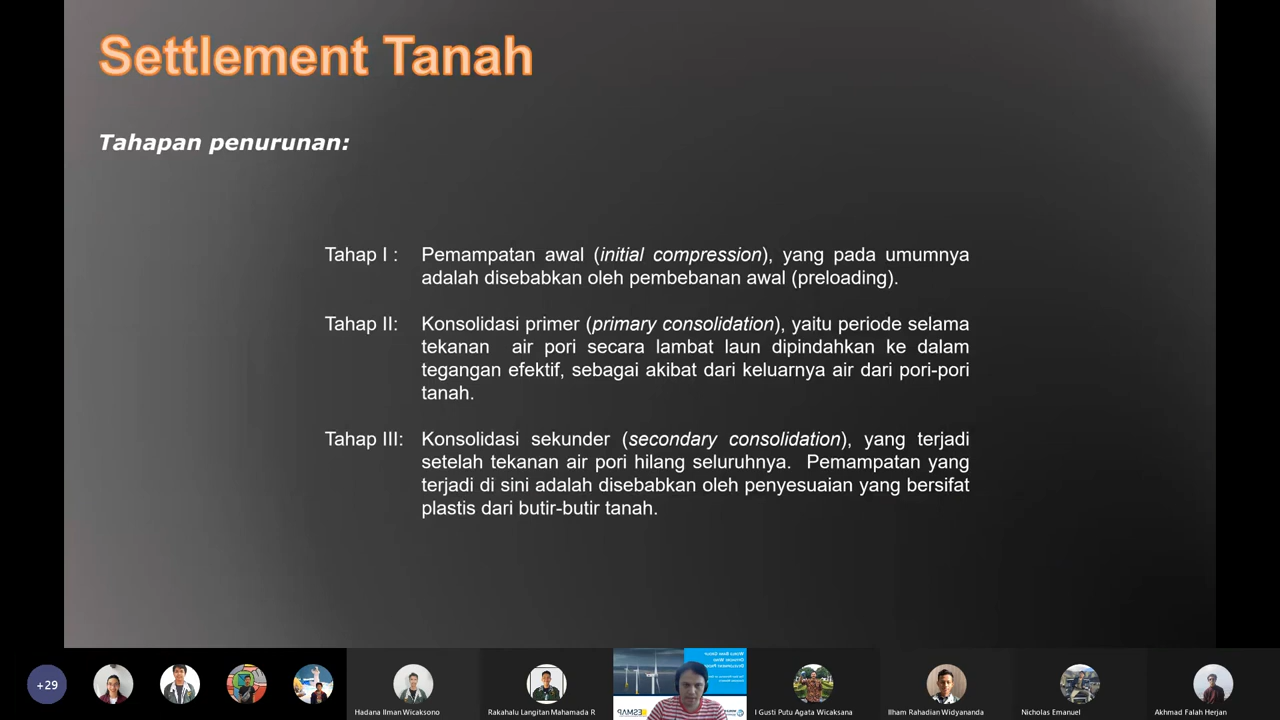 Settlement Tanah
Tahapan penurunan:
Tahap I : Pemampatan awal (initial compression), yang pada umumnya
adalah disebabkan oleh pembebanan awal (preloading).
Tahap II: Konsolidasi primer (primary consolidation), yaitu periode selama
tekanan air pori secara lambat laun dipindahkan ke dalam
tegangan efektif, sebagai akibat dari keluarnya air dari pori-pori
tanah.
Tahap III: Konsolidasi sekunder (secondary consolidation), yang terjadi
setelah tekanan air pori hilang seluruhnya. Pemampatan yang
terjadi di sini adalah disebabkan oleh penyesuaian yang bersifat
plastis dari butir-butir tanah.
+29
Hadana Ilman Wicaksono
Rakahalu Langitan Mahamada R
ESMAP
I Gusti Putu Agata Wicaksana
Ilham Rahadian Widyananda
Nicholas Emanuel
Akhmad Falah Herjan